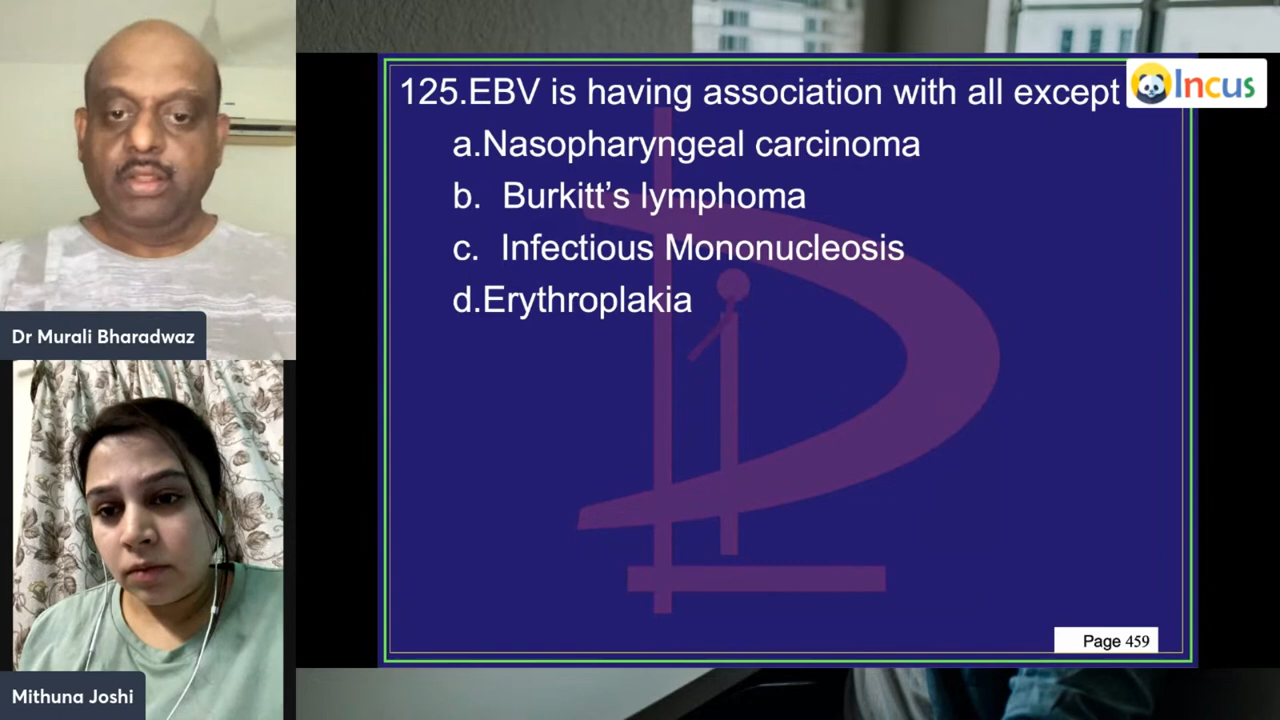 125.EBV is having association with all except
a.Nasopharyngeal carcinoma
b. Burkitt’s lymphoma
c. Infectious Mononucleosis
d.Erythroplakia
Incus
Dr Murali Bharadwaz
Mithuna Joshi
Page 459